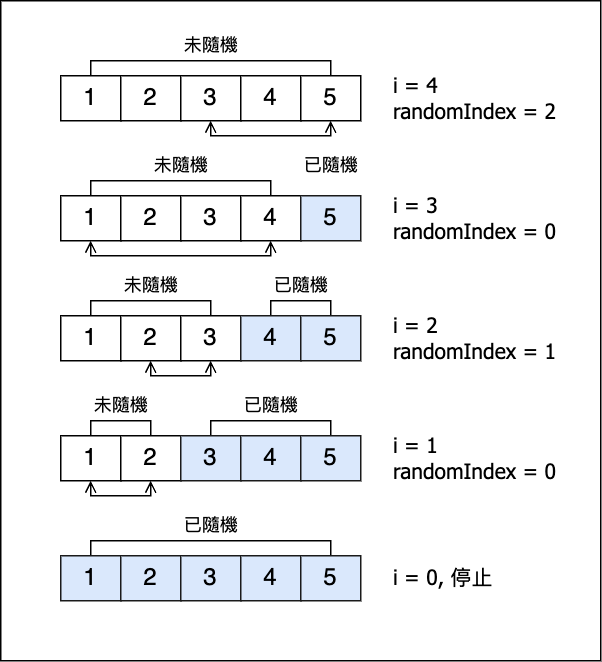 未隨機
1 2 3 4 5
i = 4
randomIndex = 2
未隨機 已隨機
1 2 3 4 5
i = 3
randomIndex = 0
未隨機 已隨機
1 2 3 4 5
i = 2
randomIndex = 1
未隨機 已隨機
1 2 3 4 5
i = 1
randomIndex = 0
已隨機
1 2 3 4 5
i = 0, 停止